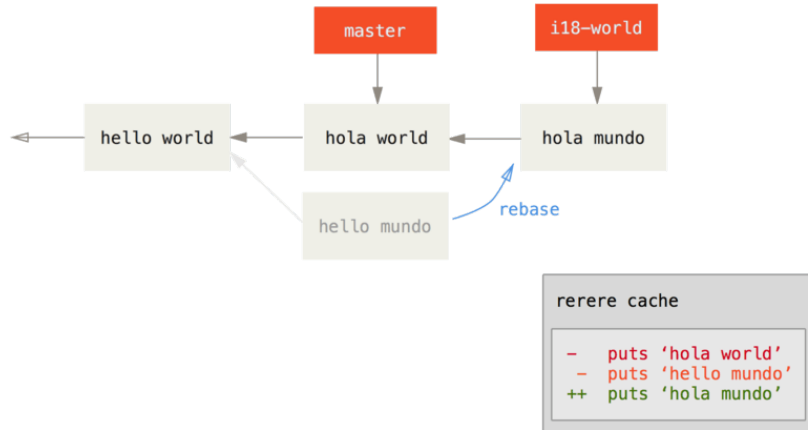 master
i18-world
hello world
hola world
hola mundo
hello mundo
rebase
rerere cache
-  puts ‘hola world’
 - puts ‘hello mundo’
++ puts ‘hola mundo’